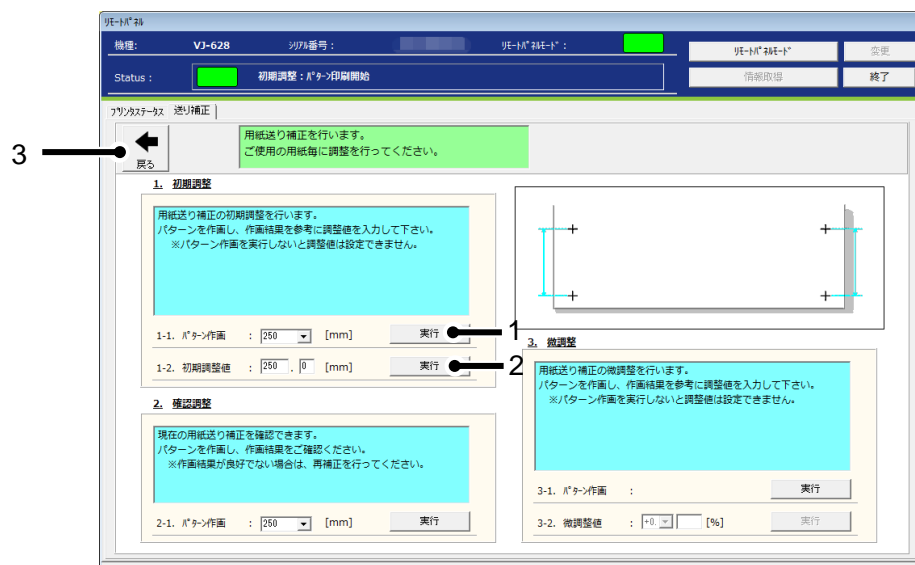 ﾘﾓｰﾄﾊﾟﾈﾙ
機種: VJ-628 ｼﾘｱﾙ番号： ﾘﾓｰﾄﾊﾟﾈﾙﾓｰﾄﾞ：
ﾘﾓｰﾄﾊﾟﾈﾙﾓｰﾄﾞ 変更
Status： 初期調整：ﾊﾟﾀｰﾝ印刷開始
情報取得 終了
ﾌﾟﾘﾝﾀｽﾃｰﾀｽ 送り補正
3
戻る
用紙送り補正を行います。
ご使用の用紙毎に調整を行ってください。
1. 初期調整
用紙送り補正の初期調整を行います。
パターンを作画し、作画結果を参考に調整値を入力して下さい。
※パターン作画を実行しないと調整値は設定できません。
1-1. ﾊﾟﾀｰﾝ作画 : 250 [mm] 実行 1
1-2. 初期調整値 : 250 . 0 [mm] 実行 2
2. 確認調整
現在の用紙送り補正を確認できます。
パターンを作画し、作画結果をご確認ください。
※作画結果が良好でない場合は、再補正を行ってください。
2-1. ﾊﾟﾀｰﾝ作画 : 250 [mm] 実行
3. 微調整
用紙送り補正の微調整を行います。
パターンを作画し、作画結果を参考に調整値を入力して下さい。
※パターン作画を実行しないと調整値は設定できません。
3-1. ﾊﾟﾀｰﾝ作画 : 実行
3-2. 微調整値 : +0. [%] 実行